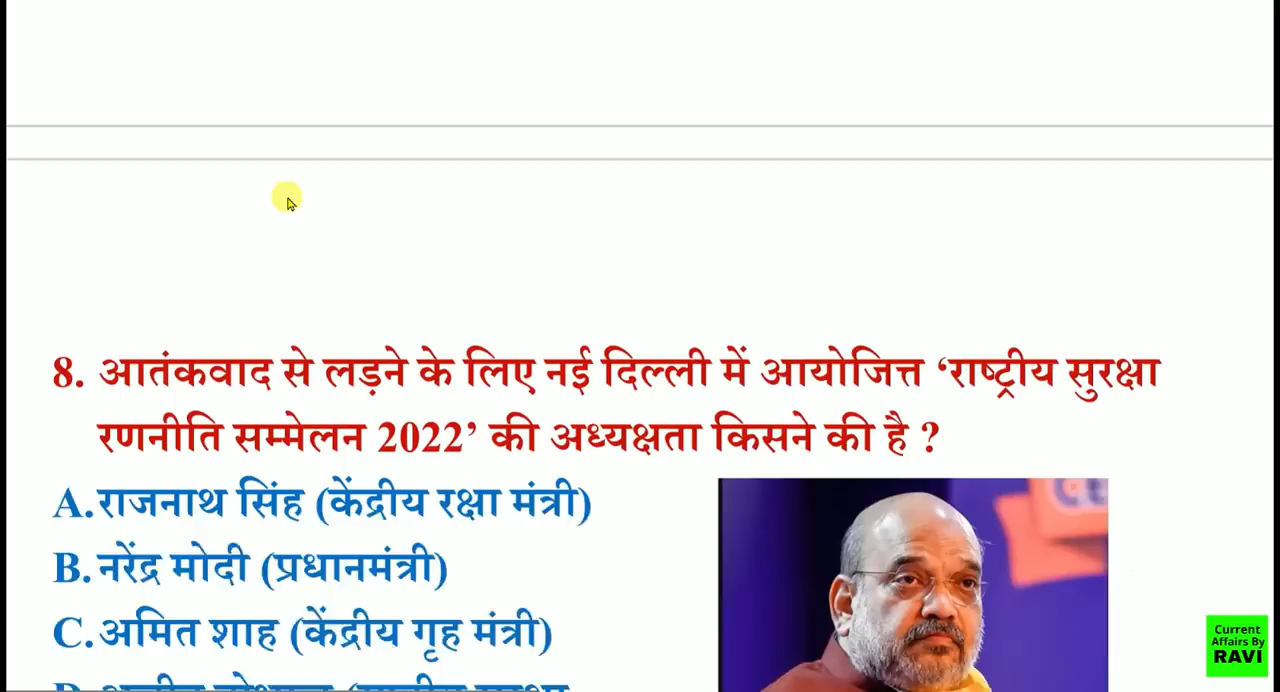 8. आतंकवाद से लड़ने के लिए नई दिल्ली में आयोजित्त ‘राष्ट्रीय सुरक्षा
रणनीति सम्मेलन 2022’ की अध्यक्षता किसने की है ?
A. राजनाथ सिंह (केंद्रीय रक्षा मंत्री)
B. नरेंद्र मोदी (प्रधानमंत्री)
C. अमित शाह (केंद्रीय गृह मंत्री)
Current
Affairs By
RAVI